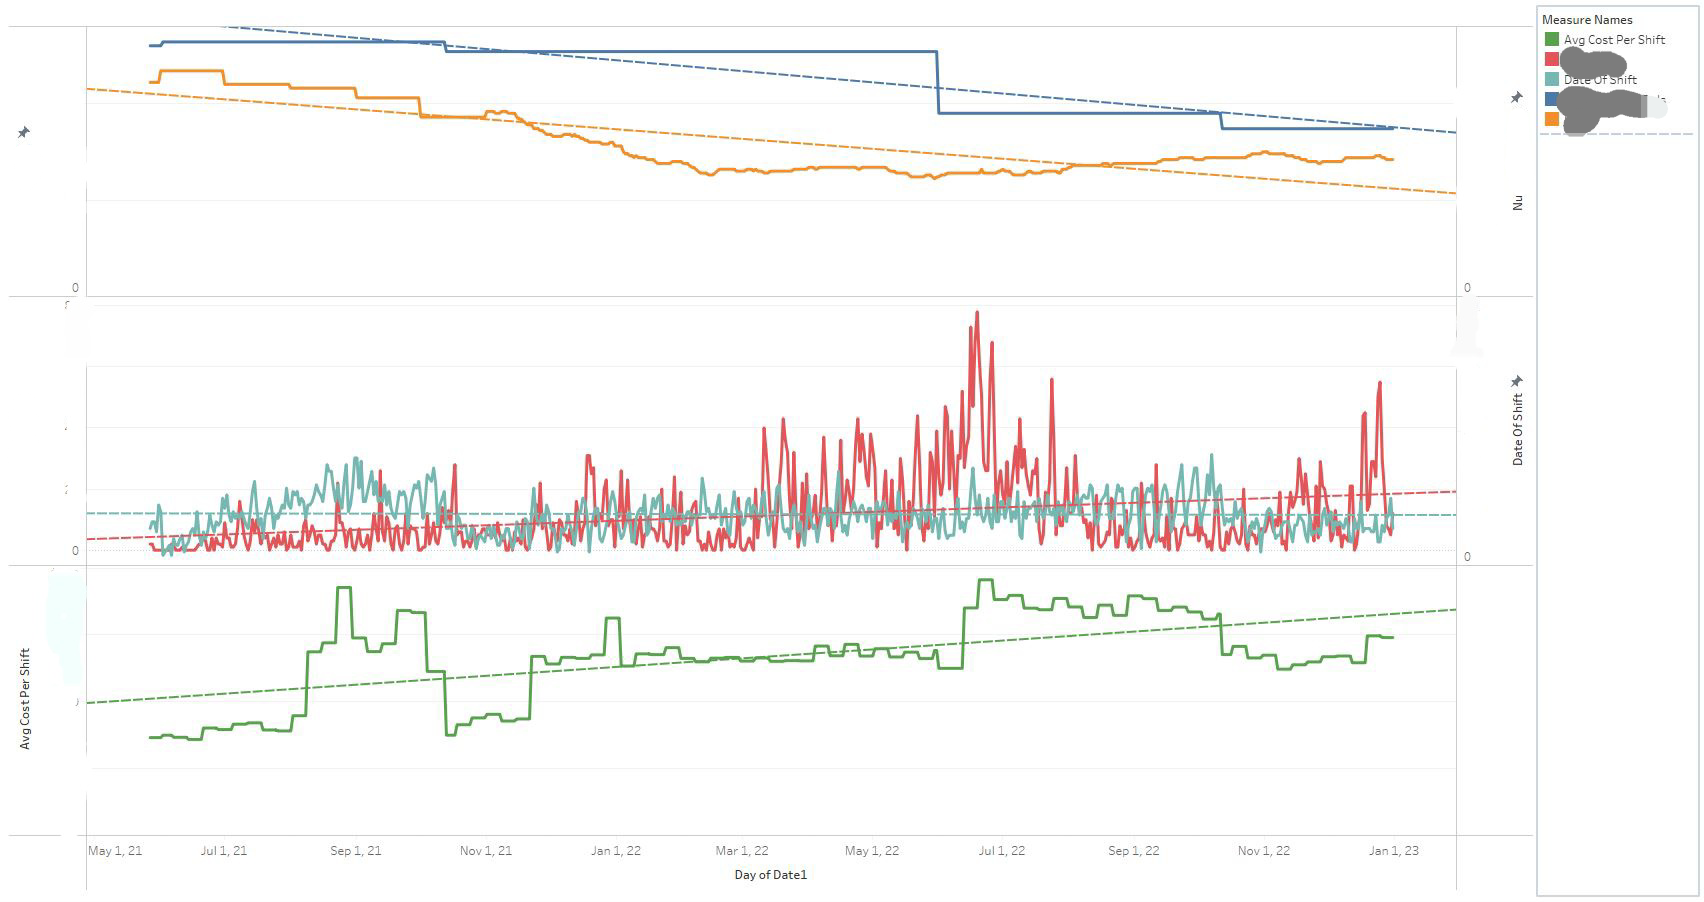 Measure Names
Avg Cost Per Shift
Date Of Shift
0
0
Nu
0
0
Date Of Shift
Avg Cost Per Shift
May 1, 21
Jul 1, 21
Sep 1, 21
Nov 1, 21
Jan 1, 22
Mar 1, 22
May 1, 22
Jul 1, 22
Sep 1, 22
Nov 1, 22
Jan 1, 23
Day of Date1